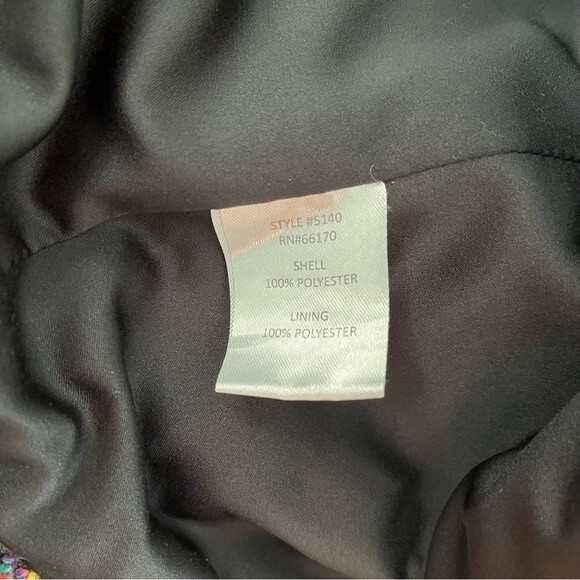 STYLE #5140
RN#66170
SHELL
100% POLYESTER
LINING
100% POLYESTER